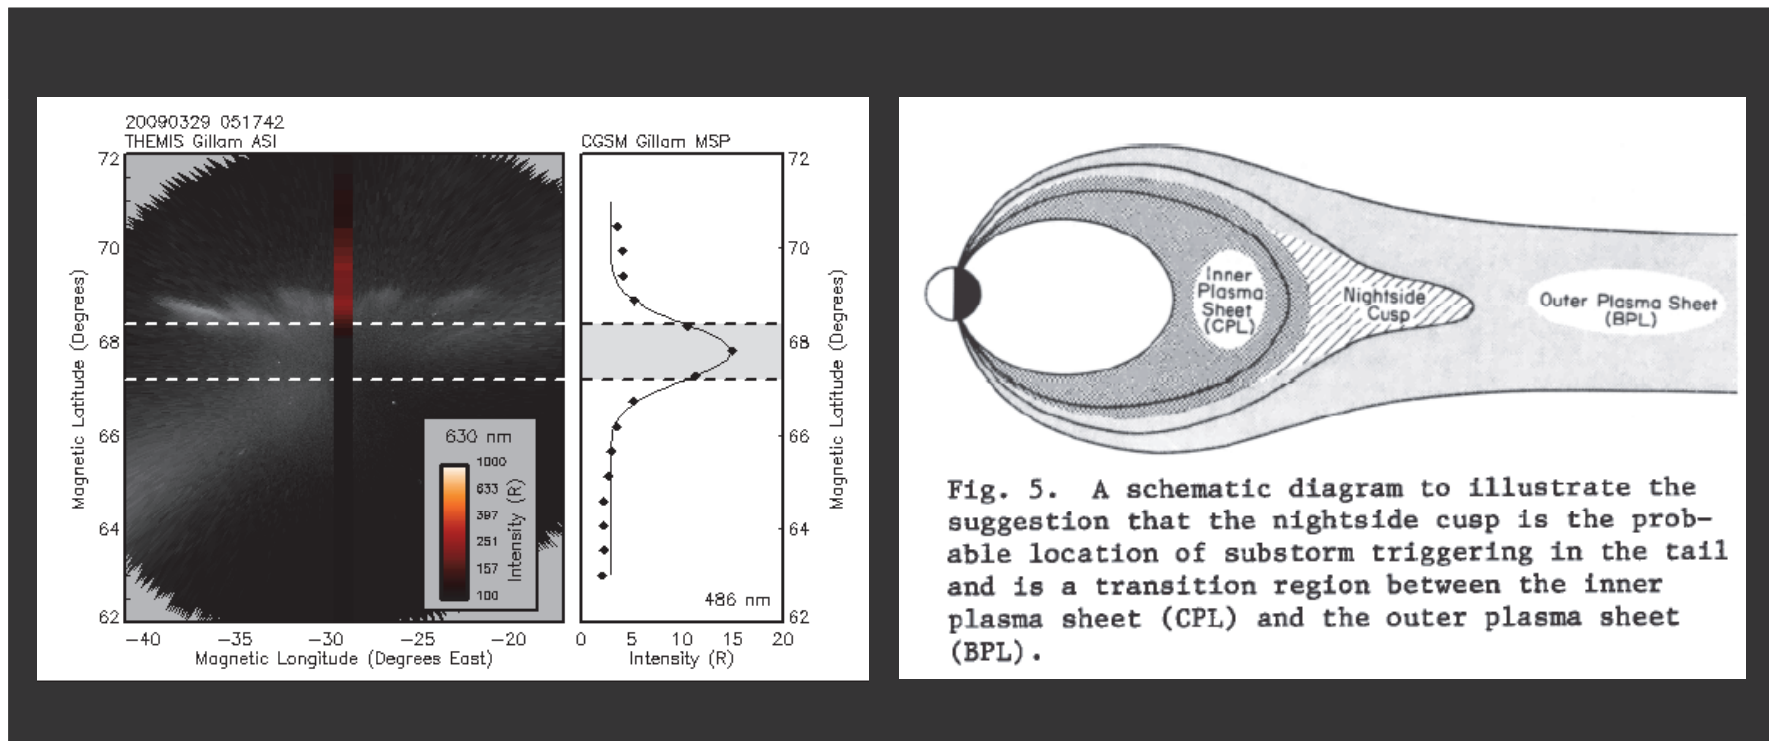 20090329 051742
THEMIS Gillam ASI
CGSM Gillam MSP
Magnetic Latitude (Degrees)
72
70
68
66
64
62
−40
−35
−30
−25
−20
Magnetic Longitude (Degrees East)
630 nm
1000
633
397
251
157
100
Intensity (R)
486 nm
0
5
10
15
20
Intensity (R)
72
70
68
66
64
62
Magnetic Latitude (Degrees)
Inner
Plasma
Sheet
(CPL)
Nightside
Cusp
Outer Plasma Sheet
(BPL)
Fig. 5. A schematic diagram to illustrate the
suggestion that the nightside cusp is the prob-
able location of substorm triggering in the tail
and is a transition region between the inner
plasma sheet (CPL) and the outer plasma sheet
(BPL).